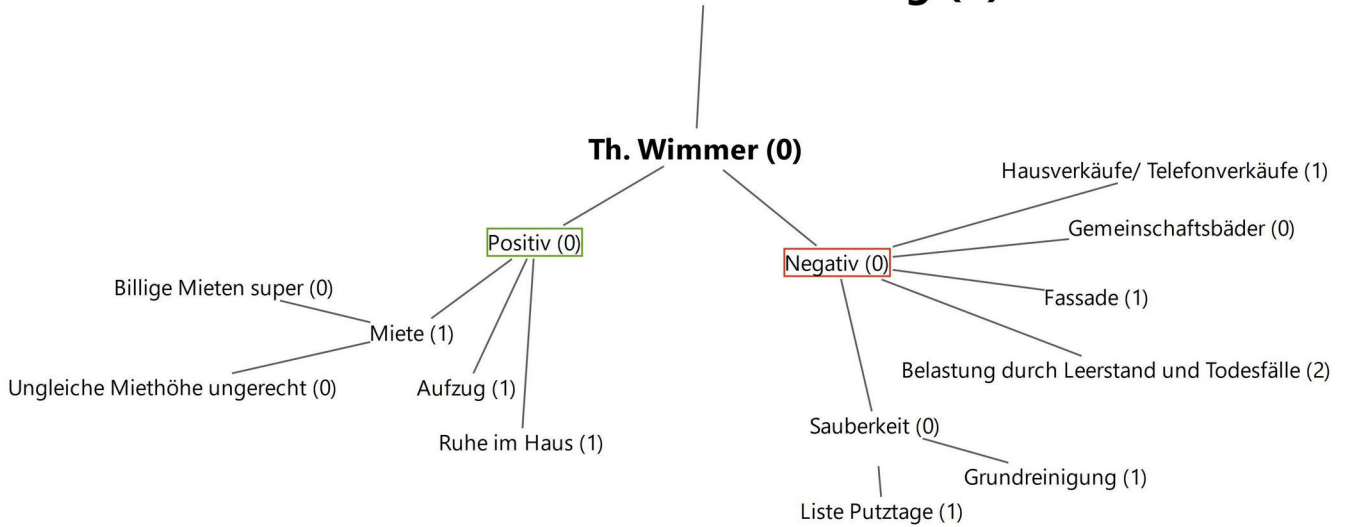 Th. Wimmer (0)
Hausverkäufe/ Telefonverkäufe (1)
Gemeinschaftsbäder (0)
Positiv (0)
Negativ (0)
Billige Mieten super (0)
Fassade (1)
Miete (1)
Belastung durch Leerstand und Todesfälle (2)
Ungleiche Miethöhe ungerecht (0)
Aufzug (1)
Sauberkeit (0)
Ruhe im Haus (1)
Grundreinigung (1)
Liste Putztage (1)